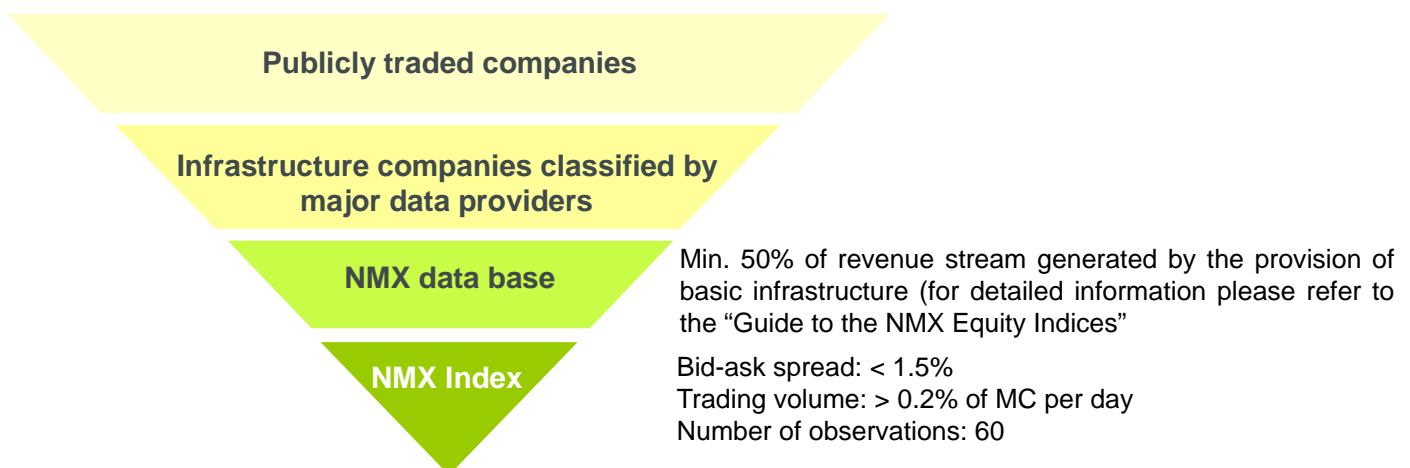 Publicly traded companies
Infrastructure companies classified by
major data providers
NMX data base
Min. 50% of revenue stream generated by the provision of
basic infrastructure (for detailed information please refer to
the “Guide to the NMX Equity Indices”
NMX Index
Bid-ask spread: < 1.5%
Trading volume: > 0.2% of MC per day
Number of observations: 60